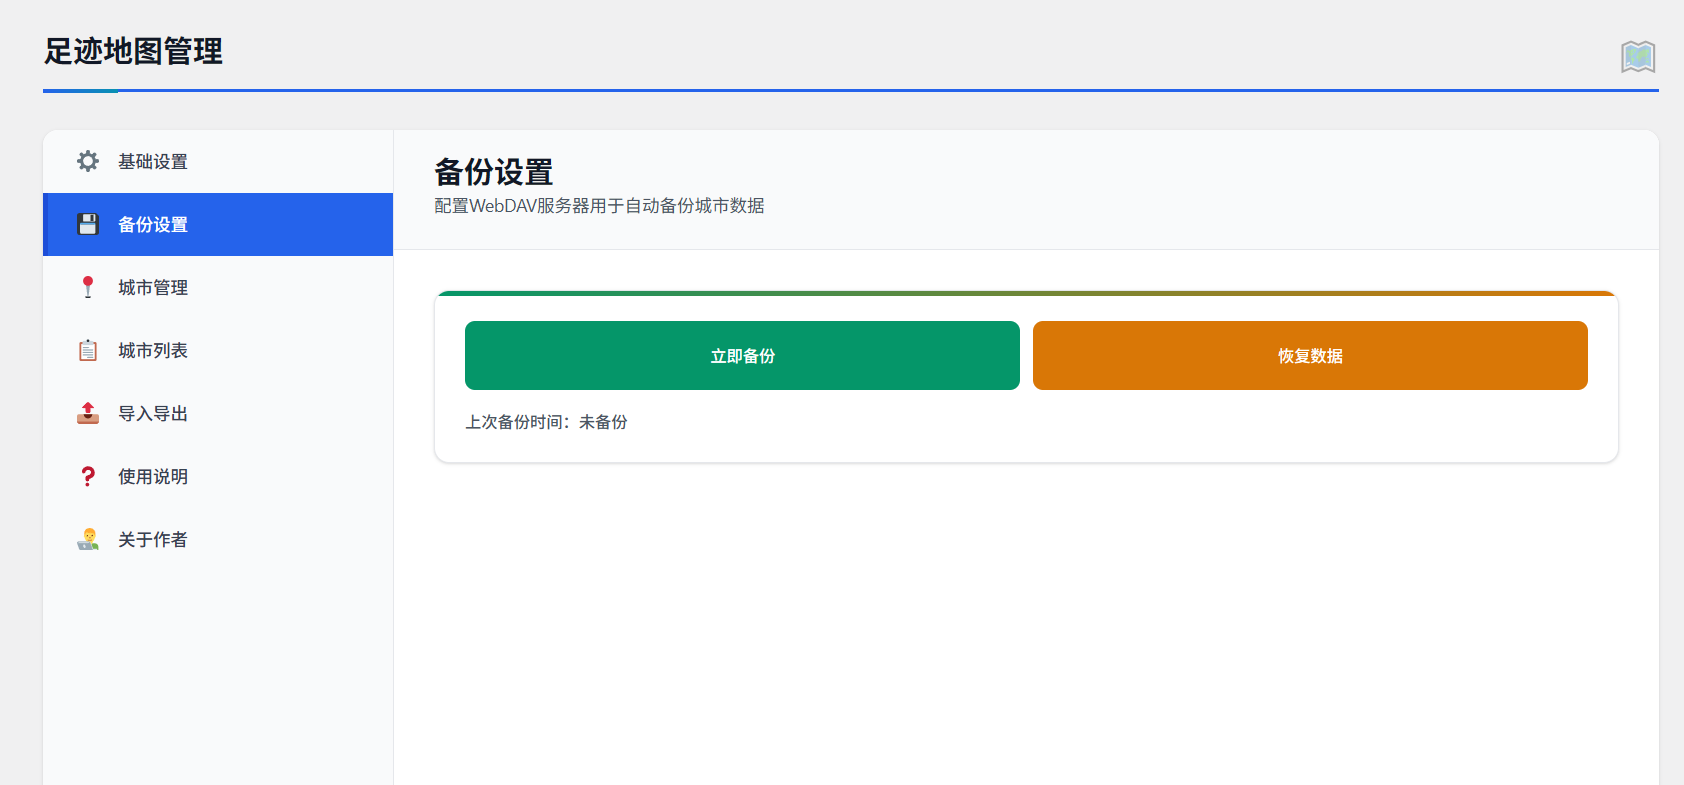 足迹地图管理
基础设置
备份设置
城市管理
城市列表
导入导出
使用说明
关于作者
备份设置
配置WebDAV服务器用于自动备份城市数据
立即备份
恢复数据
上次备份时间：未备份